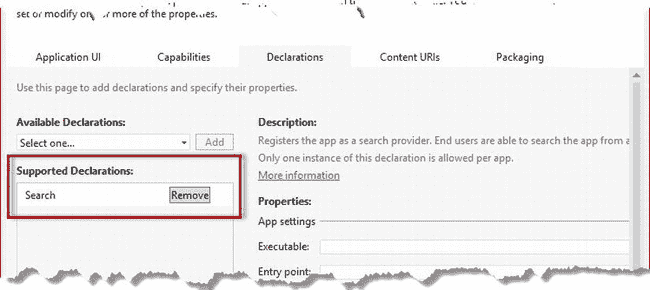 set or modify one or more of the properties.
Application UI Capabilities Declarations Content URIs Packaging
Use this page to add declarations and specify their properties.
Available Declarations:
Select one...
Add
Supported Declarations:
Search
Remove
Description:
Registers the app as a search provider. End users are able to search the app from a
Only one instance of this declaration is allowed per app.
More information
Properties:
App settings
Executable:
Entry point: